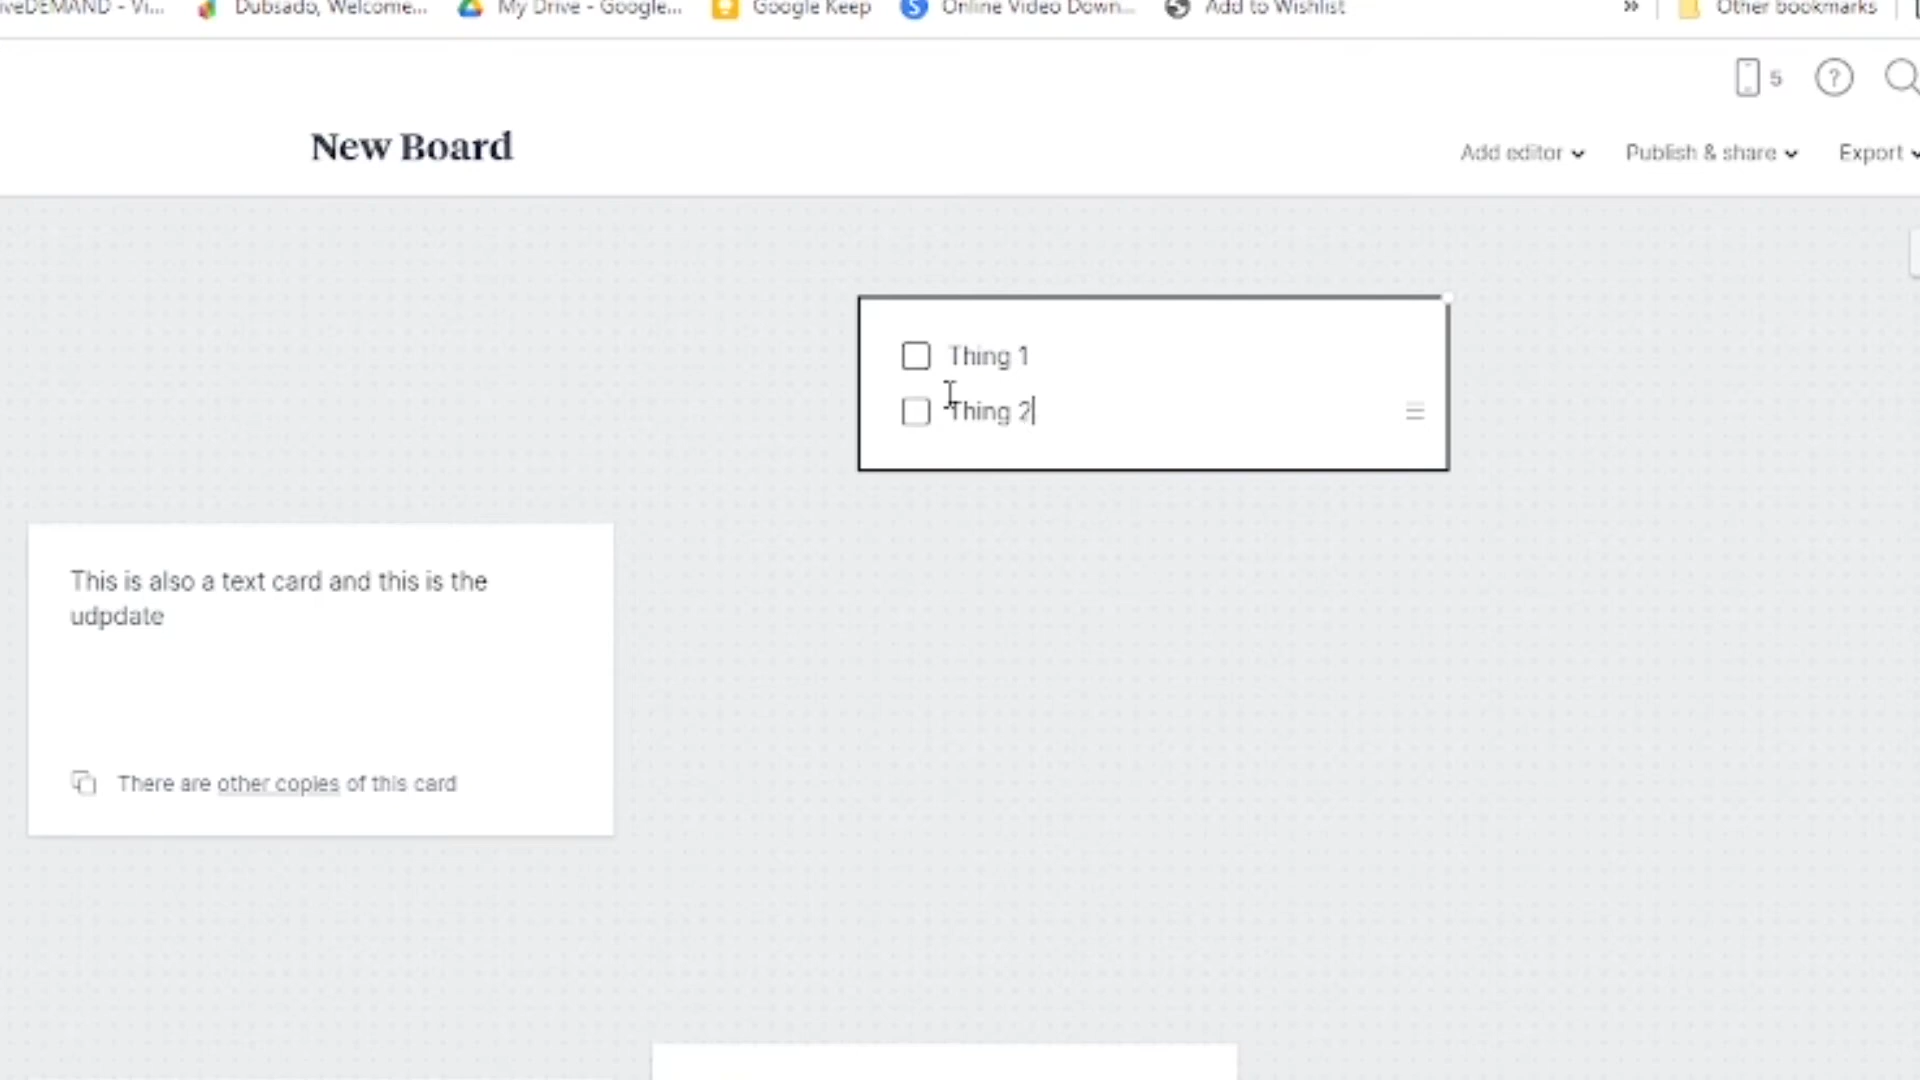 iveDEMAND - Vi...
Dubsado, Welcome...
My Drive - Google...
Google Keep
Online Video Down...
Add to Wishlist
»
Other bookmarks
5
?
New Board
Add editor
Publish & share
Export
Thing 1
Thing 2
This is also a text card and this is the
udpdate
There are other copies of this card